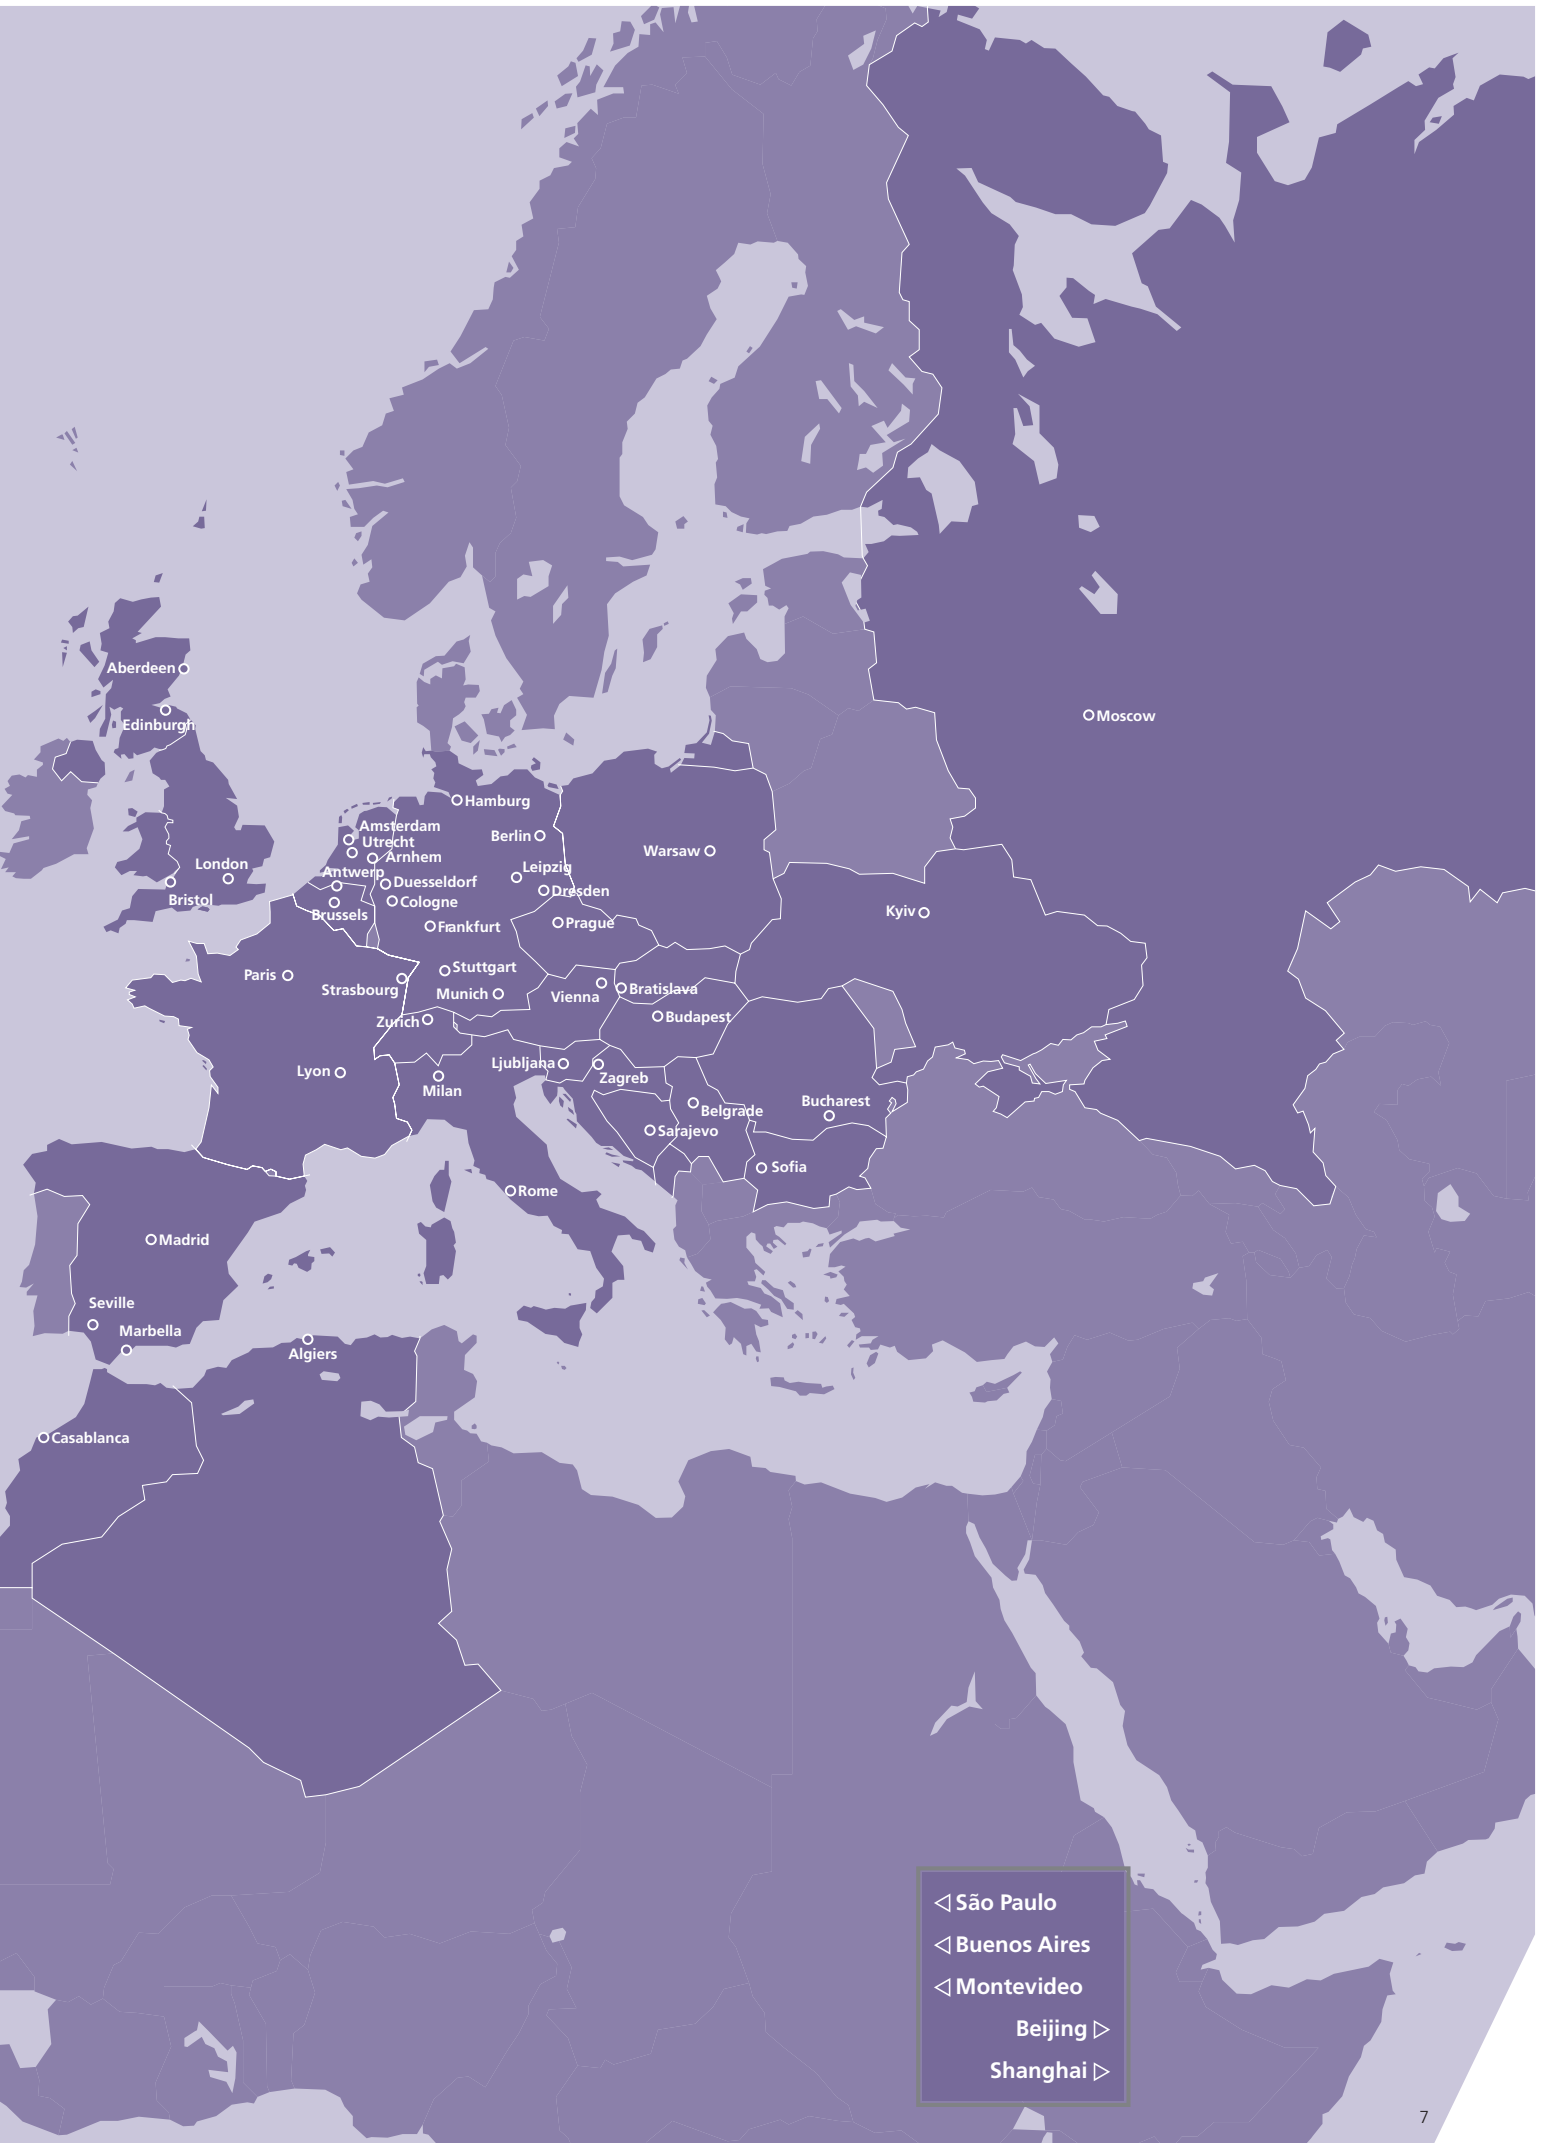 Aberdeen
Edinburgh
Moscow
Hamburg
Amsterdam
Berlin
Utrecht
Warsaw
Arnhem
London
Leipzig
Antwerp
Duesseldorf
Dresden
Bristol
Cologne
Brussels
Kyiv
Frankfurt
Prague
Paris
Stuttgart
Strasbourg
Munich
Vienna
Bratislava
Zurich
Budapest
Lyon
Ljubljana
Zagreb
Milan
Belgrade
Bucharest
Sarajevo
Sofia
Rome
Madrid
Seville
Marbella
Algiers
Casablanca
São Paulo
Buenos Aires
Montevideo
Beijing
Shanghai
7